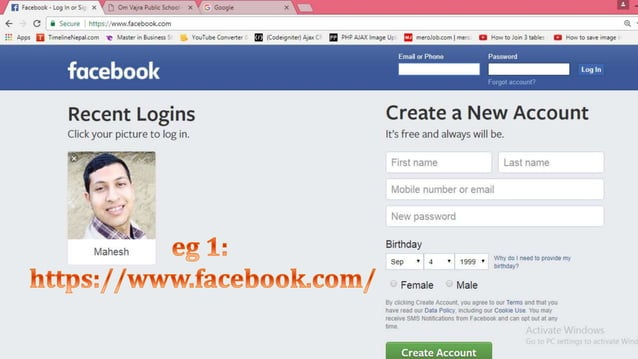 Facebook - Log In or Sig
Om Vajra Public School
Google
Secure
https://www.facebook.com
Apps
TimelineNepal.com
Master in Business St
YouTube Converter &
(Codeigniter) Ajax C
PHP AJAX Image Up
meroJob.com | mero
How to Join 3 tables
How to save image i
facebook
Email or Phone
Password
Log In
Forgot account?
Recent Logins
Click your picture to log in.
Mahesh
eg 1:
https://www.facebook.com/
Create a New Account
It's free and always will be.
First name
Last name
Mobile number or email
New password
Birthday
Sep
4
1999
Why do I need to provide my
birthday?
Female
Male
By clicking Create Account, you agree to our Terms and that you
have read our Data Policy, including our Cookie Use. You may
receive SMS Notifications from Facebook and can opt out at any
time.
Create Account
Activate Windows
Go to PC settings to activate Wind